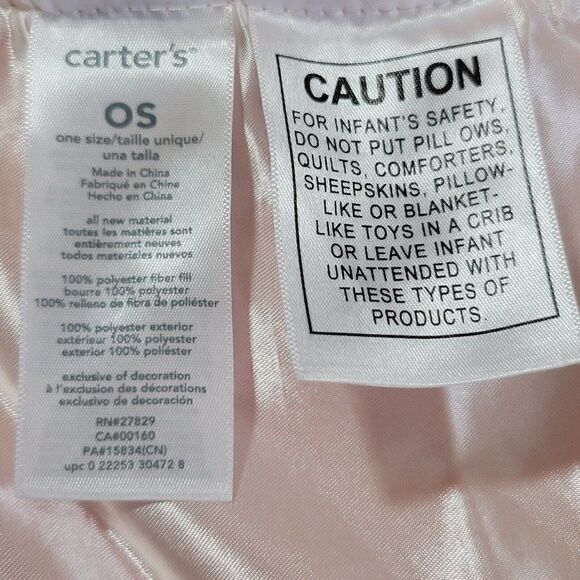 carter's™
OS
one size/taille unique/
una talla
Made in China
Fabriqué en Chine
Hecho en China
all new material
toutes les matières sont
entièrement neuves
todos materiales nuevos
100% polyester fiber fill
bourre 100% polyester
100% relleno de fibra de poliéster
100% polyester exterior
extérieur 100% polyester
exterior 100% poliéster
exclusive of decoration
à l'exclusion des décorations
exclusivo de decoración
RN#27829
CA#00160
PA#15834(CN)
upc 0 22253 30472 8
CAUTION
FOR INFANT'S SAFETY,
DO NOT PUT PILL OWS,
QUILTS, COMFORTERS,
SHEEPSKINS, PILLOW-
LIKE OR BLANKET-
LIKE TOYS IN A CRIB
OR LEAVE INFANT
UNATTENDED WITH
THESE TYPES OF
PRODUCTS.